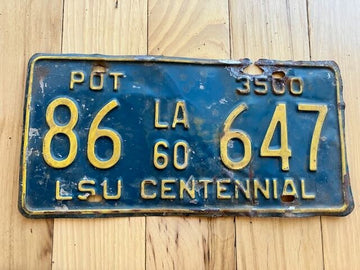 POT 3500
86 LA 60 647
LSU CENTENNIAL